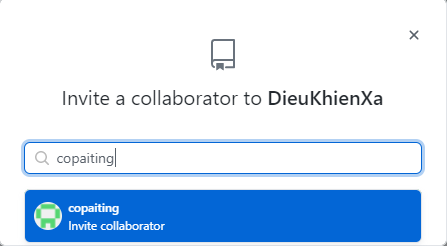 Invite a collaborator to DieuKhienXa
copaiting
copaiting
Invite collaborator